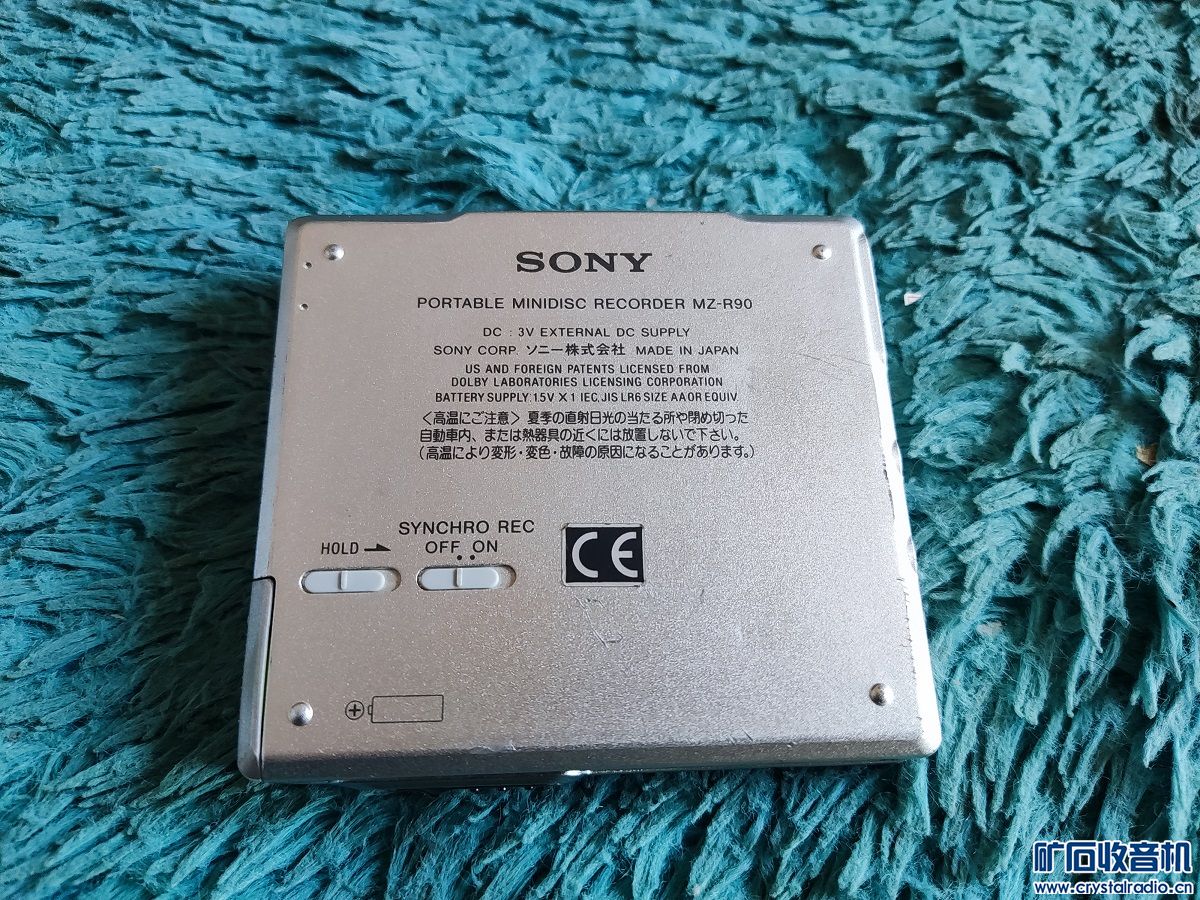 SONY
PORTABLE MINIDISC RECORDER MZ-R90
DC : 3V EXTERNAL DC SUPPLY
SONY CORP. ソニー株式会社 MADE IN JAPAN
US AND FOREIGN PATENTS LICENSED FROM
DOLBY LABORATORIES LICENSING CORPORATION
BATTERY SUPPLY 1.5V X 1 IEC, JIS LR6 SIZE AA OR EQUIV.
〈高温にご注意〉夏季の直射日光の当たる所や閉め切った
自動車内、または熱器具の近くには放置しないで下さい。
(高温により変形・変色・故障の原因になることがあります。)
SYNCHRO REC
HOLD OFF ON
CE
矿石收音机
www.crystalradio.cn